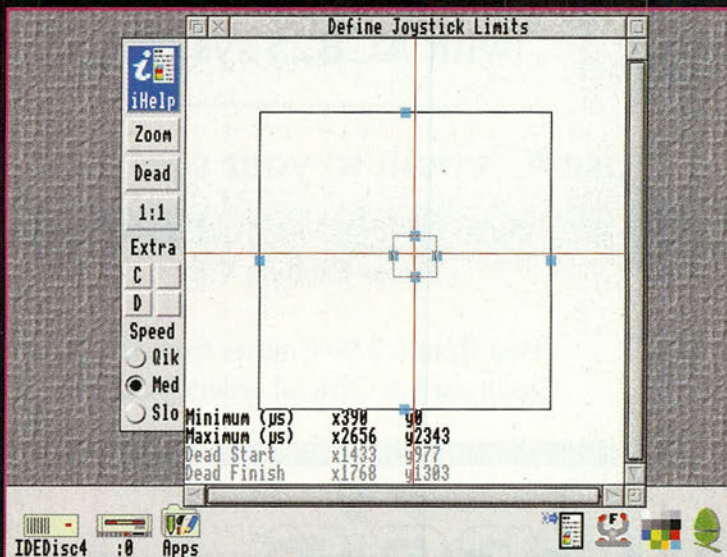 Define Joystick Limits
iHelp
Zoom
Dead
1:1
Extra
C
D
Speed
Qik
Med
Slo
Minimum (µs) x390 y0
Maximum (µs) x2656 y2343
Dead Start x1433 y977
Dead Finish x1768 y1303
IDEDisc4
:0
Apps
F